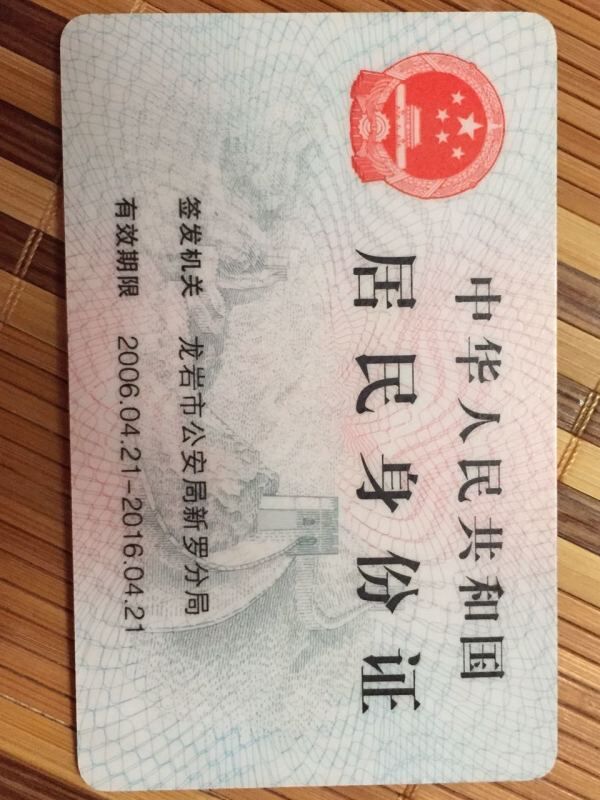 中华人民共和国
居民身份证
签发机关 龙岩市公安局新罗分局
有效期限 2006.04.21-2016.04.21